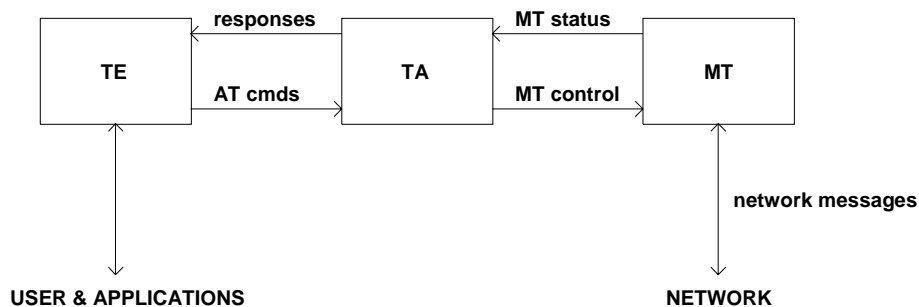 responses
MT status
TE
TA
MT
AT cmds
MT control
network messages
USER & APPLICATIONS
NETWORK